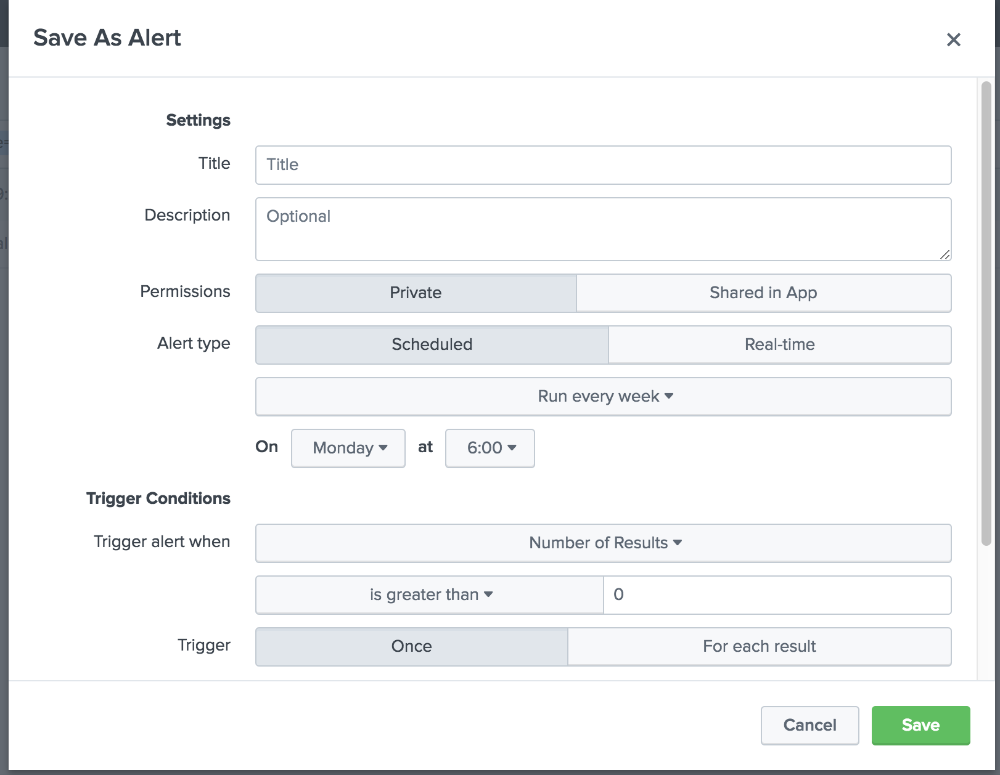 Save As Alert
Settings
Title Title
Description Optional
Permissions Private Shared in App
Alert type Scheduled Real-time
Run every week
On Monday at 6:00
Trigger Conditions
Trigger alert when Number of Results
is greater than 0
Trigger Once For each result
Cancel Save